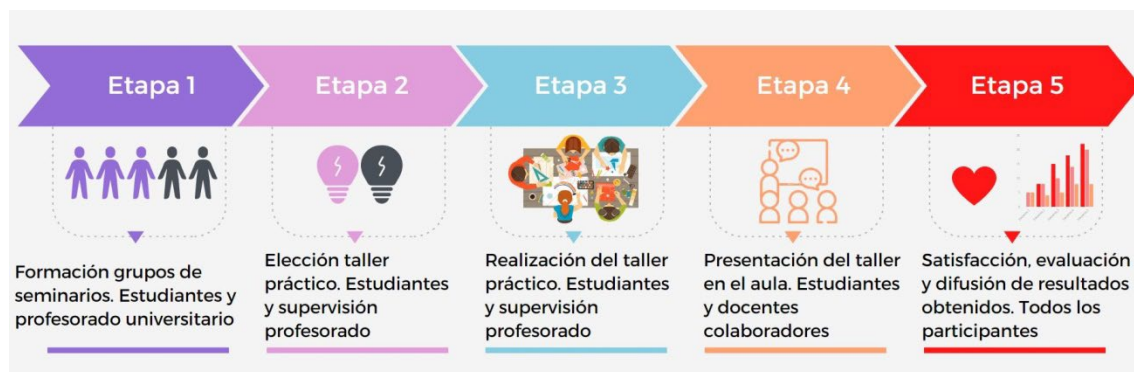 Etapa 1
Etapa 2
Etapa 3
Etapa 4
Etapa 5
Formación grupos de
seminarios. Estudiantes y
profesorado universitario
Elección taller
práctico. Estudiantes
y supervisión
profesorado
Realización del taller
práctico. Estudiantes
y supervisión
profesorado
Presentación del taller
en el aula. Estudiantes
y docentes
colaboradores
Satisfacción, evaluación
y difusión de resultados
obtenidos. Todos los
participantes